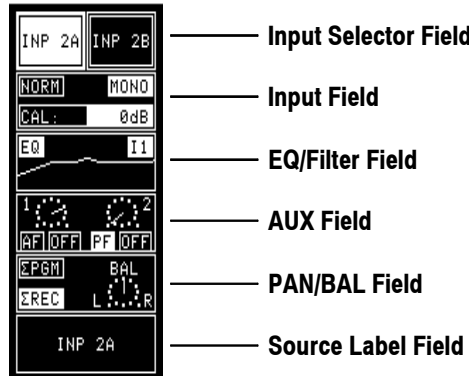 INP 2A INP 2B Input Selector Field
NORM MONO
Input Field
CAL: 0dB
EQ I1
EQ/Filter Field
1 2
AUX Field
AF OFF PF OFF
ΣPGM BAL
PAN/BAL Field
ΣREC L R
INP 2A Source Label Field